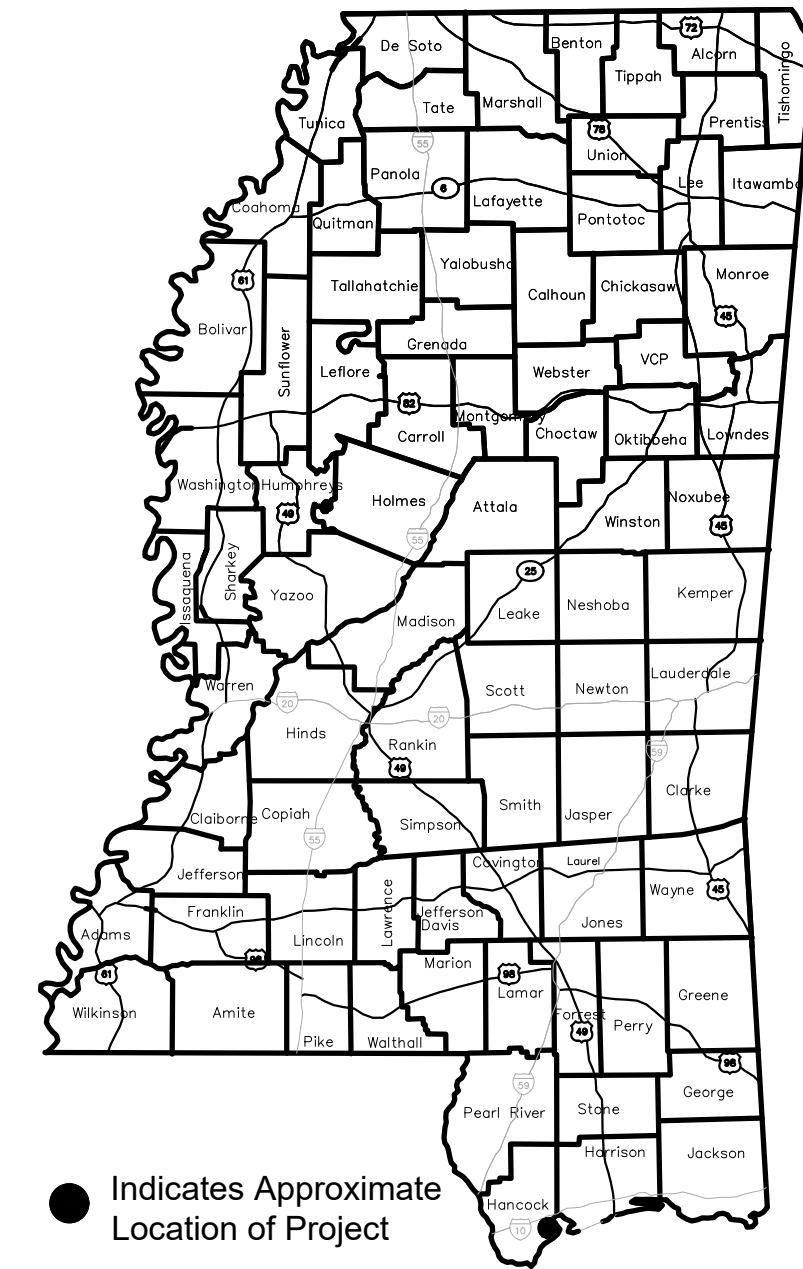 De Soto
Benton
72
Alcorn
Tishomingo
Tippah
Marshall
Tate
Tunica
Prentiss
78
Union
55
Panola
6
Lafayette
Lee
Itawamba
Coahoma
Quitman
Pontotoc
Yalobusha
61
Tallahatchie
Calhoun
Chickasaw
Monroe
45
Bolivar
Sunflower
Grenada
Leflore
Webster
VCP
82
Montgomery
Carroll
Choctaw
Oktibbeha
Lowndes
Washington
Humphreys
Holmes
Attala
Noxubee
49
Winston
45
55
Issaquena
Sharkey
Yazoo
25
Leake
Neshoba
Kemper
Madison
Warren
Scott
Newton
Lauderdale
20
20
Hinds
Rankin
59
49
Smith
Jasper
Clarke
Claiborne
Copiah
Simpson
55
Jefferson
Covington
Laurel
Wayne
45
Lawrence
Franklin
Jefferson
Davis
Jones
Adams
Lincoln
98
Marion
61
98
Lamar
Greene
Wilkinson
Amite
Pike
Walthall
Forrest
49
Perry
98
59
George
Pearl River
Stone
Harrison
Jackson
Hancock
10
Indicates Approximate
Location of Project